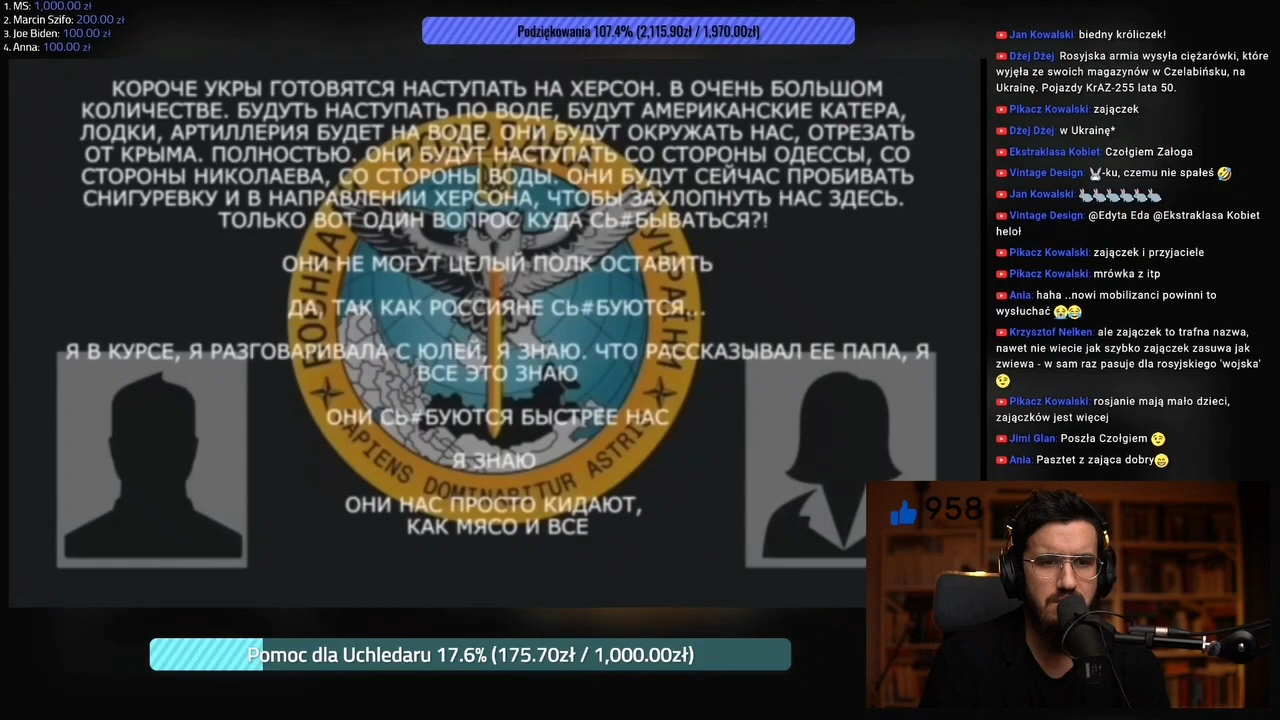 1. MS: 1,000.00 zł
2. Marcin Szifo: 200.00 zł
3. Joe Biden: 100.00 zł
4. Anna: 100.00 zł
Podziękowania 107.4% (2,115.90zł / 1,970.00zł)
КОРОЧЕ УКРЫ ГОТОВЯТСЯ НАСТУПАТЬ НА ХЕРСОН. В ОЧЕНЬ БОЛЬШОМ
КОЛИЧЕСТВЕ. БУДУТЬ НАСТУПАТЬ ПО ВОДЕ, БУДУТ АМЕРИКАНСКИЕ КАТЕРА,
ЛОДКИ, АРТИЛЛЕРИЯ БУДЕТ НА ВОДЕ. ОНИ БУДУТ ОКРУЖАТЬ НАС, ОТРЕЗАТЬ
ОТ КРЫМА. ПОЛНОСТЬЮ. ОНИ БУДУТ НАСТУПАТЬ СО СТОРОНЫ ОДЕССЫ, СО
СТОРОНЫ НИКОЛАЕВА, СО СТОРОНЫ ВОДЫ. ОНИ БУДУТ СЕЙЧАС ПРОБИВАТЬ
СНИГУРЕВКУ И В НАПРАВЛЕНИИ ХЕРСОНА, ЧТОБЫ ЗАХЛОПНУТЬ НАС ЗДЕСЬ.
ТОЛЬКО ВОТ ОДИН ВОПРОС КУДА СЬ#БЫВАТЬСЯ?!
ОНИ НЕ МОГУТ ЦЕЛЫЙ ПОЛК ОСТАВИТЬ
ДА, ТАК КАК РОССИЯНЕ СЬ#БУЮТСЯ...
Я В КУРСЕ, Я РАЗГОВАРИВАЛА С ЮЛЕЙ, Я ЗНАЮ. ЧТО РАССКАЗЫВАЛ ЕЕ ПАПА, Я
ВСЕ ЭТО ЗНАЮ
ОНИ СЬ#БУЮТСЯ БЫСТРЕЕ НАС
Я ЗНАЮ
ОНИ НАС ПРОСТО КИДАЮТ,
КАК МЯСО И ВСЕ
ВОЄННА
УКРАЇНИ
SAPIENS DOMINABITUR ASTRIS
Pomoc dla Uchledaru 17.6% (175.70zł / 1,000.00zł)
Jan Kowalski: biedny króliczek!
Dżej Dżej: Rosyjska armia wysyła ciężarówki, które
wyjęła ze swoich magazynów w Czelabińsku, na
Ukrainę. Pojazdy KrAZ-255 lata 50.
Pikacz Kowalski: zajączek
Dżej Dżej: w Ukrainę*
Ekstraklasa Kobiet: Czołgiem Załoga
Vintage Design: 🐰-ku, czemu nie spałeś 🤣
Jan Kowalski: 🐇🐇🐇🐇🐇🐇
Vintage Design: @Edyta Eda @Ekstraklasa Kobiet
heloł
Pikacz Kowalski: zajączek i przyjaciele
Pikacz Kowalski: mrówka z itp
Ania: haha ..nowi mobilizanci powinni to
wysłuchać 😭😂
Krzysztof Nelken: ale zajączek to trafna nazwa,
nawet nie wiecie jak szybko zajączek zasuwa jak
zwiewa - w sam raz pasuje dla rosyjskiego 'wojska'
😉
Pikacz Kowalski: rosjanie mają mało dzieci,
zajączków jest więcej
Jimi Glan: Poszła Czołgiem 😉
Ania: Pasztet z zająca dobry😁
958